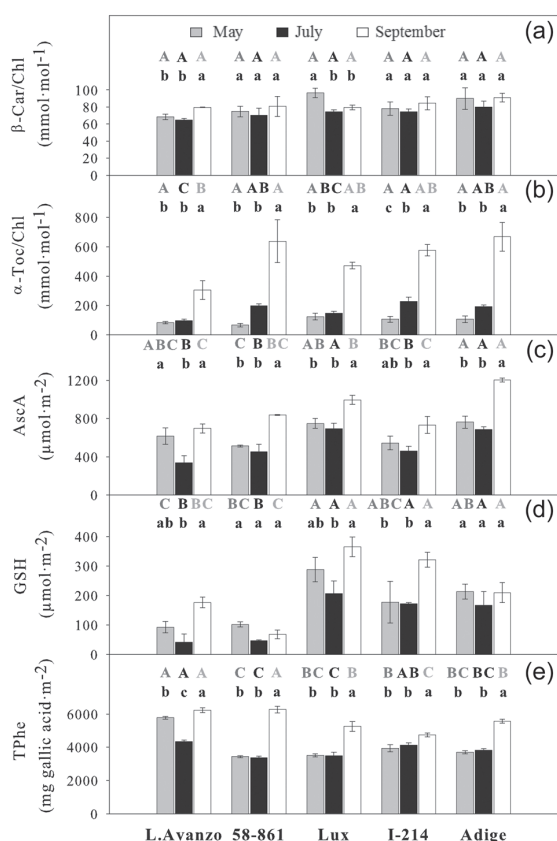 May July September (a)
A A A A A A A A A A A A A A A
b b a a a a a b b a a a a a a
β-Car/Chl
(mmol·mol⁻¹)
100
80
60
40
20
0
(b)
A C B A AB A A BC AB A A AB A AB A
b b a b b a b b a c b a b b a
α-Toc/Chl
(mmol·mol⁻¹)
800
600
400
200
0
(c)
ABC B C C B BC AB A B BC B C A A A
a b a b b a b b a ab b a b b a
AscA
(μmol·m⁻²)
1200
800
400
0
(d)
C B BC BC B C A A A ABC A A AB A A
ab b a a a a ab b a b b a a a a
GSH
(μmol·m⁻²)
400
300
200
100
0
(e)
A A A C C A BC C B B AB C BC BC B
b c a b b a b b a b b a b b a
TPhe
(mg gallic acid·m⁻²)
6000
4000
2000
0
L.Avanzo 58-861 Lux I-214 Adige